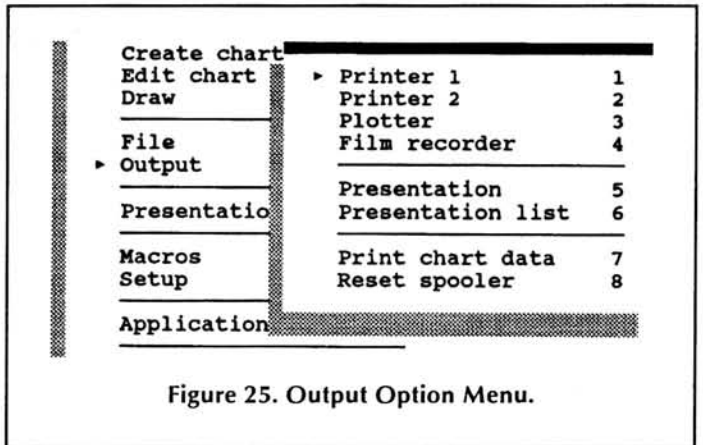 Create chart
Edit chart
Draw
File
▸ Output
Presentatio
Macros
Setup
Application
▸ Printer 1 1
Printer 2 2
Plotter 3
Film recorder 4
Presentation 5
Presentation list 6
Print chart data 7
Reset spooler 8
Figure 25. Output Option Menu.